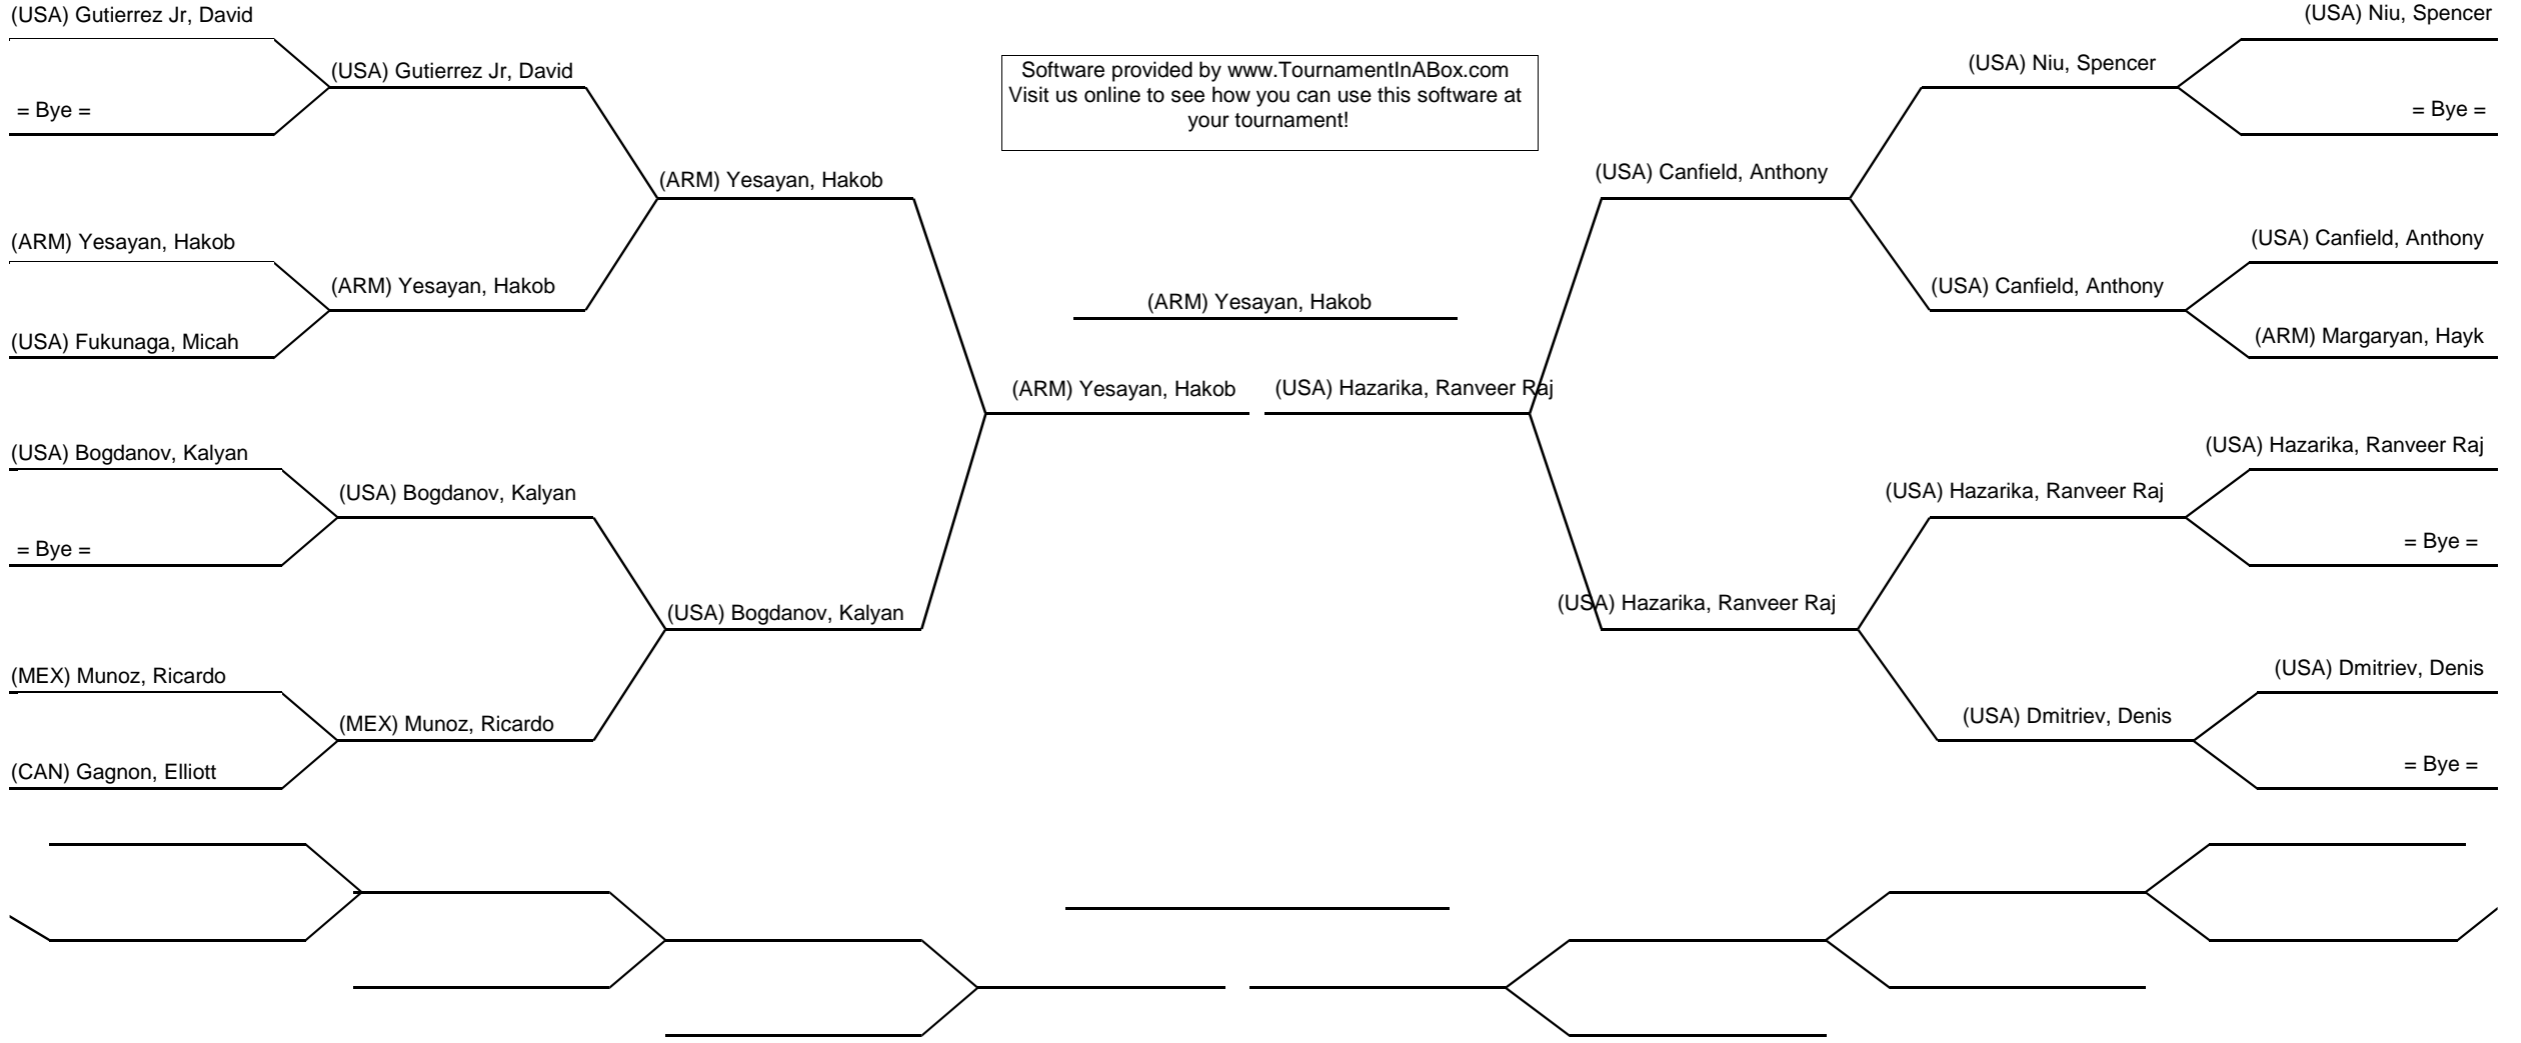 (USA) Gutierrez Jr, David
= Bye =
(ARM) Yesayan, Hakob
(USA) Fukunaga, Micah
(USA) Bogdanov, Kalyan
= Bye =
(MEX) Munoz, Ricardo
(CAN) Gagnon, Elliott
(USA) Gutierrez Jr, David
(ARM) Yesayan, Hakob
(USA) Bogdanov, Kalyan
(MEX) Munoz, Ricardo
(ARM) Yesayan, Hakob
(USA) Bogdanov, Kalyan
Software provided by www.TournamentInABox.com
Visit us online to see how you can use this software at
your tournament!
(ARM) Yesayan, Hakob
(ARM) Yesayan, Hakob
(USA) Hazarika, Ranveer Raj
(USA) Canfield, Anthony
(USA) Hazarika, Ranveer Raj
(USA) Niu, Spencer
(USA) Canfield, Anthony
(USA) Hazarika, Ranveer Raj
(USA) Dmitriev, Denis
(USA) Niu, Spencer
= Bye =
(USA) Canfield, Anthony
(ARM) Margaryan, Hayk
(USA) Hazarika, Ranveer Raj
= Bye =
(USA) Dmitriev, Denis
= Bye =